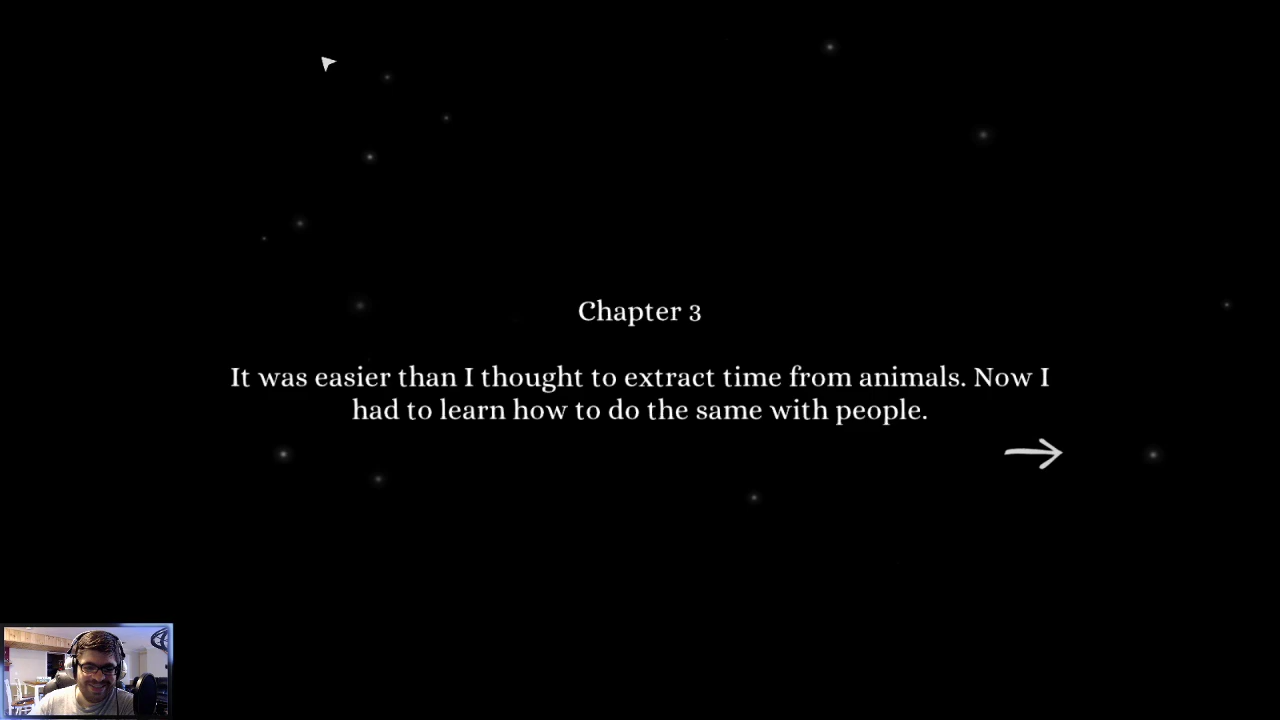 Chapter 3
It was easier than I thought to extract time from animals. Now I
had to learn how to do the same with people.